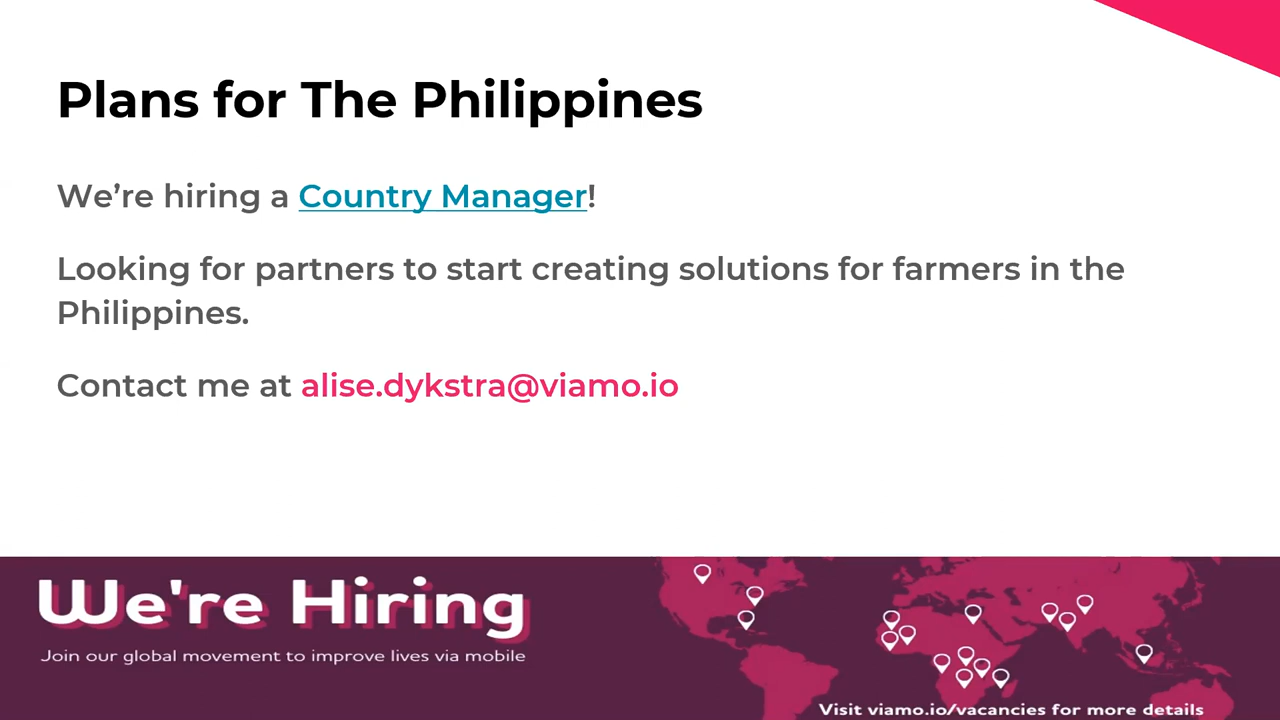 Plans for The Philippines
We’re hiring a Country Manager!
Looking for partners to start creating solutions for farmers in the
Philippines.
Contact me at alise.dykstra@viamo.io
We're Hiring
Join our global movement to improve lives via mobile
Visit viamo.io/vacancies for more details